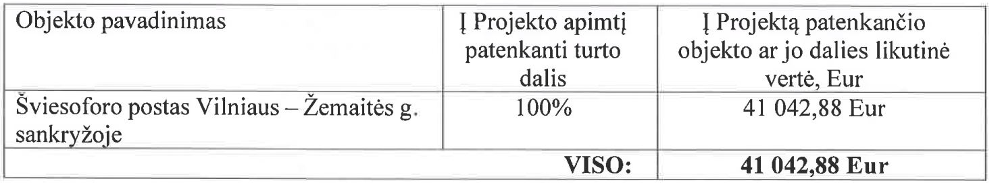 Objekto pavadinimas
Į Projekto apimtį
patenkanti turto
dalis
Į Projektą patenkančio
objekto ar jo dalies likutinė
vertė, Eur
Šviesoforo postas Vilniaus – Žemaitės g.
sankryžoje
100%
41 042,88 Eur
VISO:
41 042,88 Eur